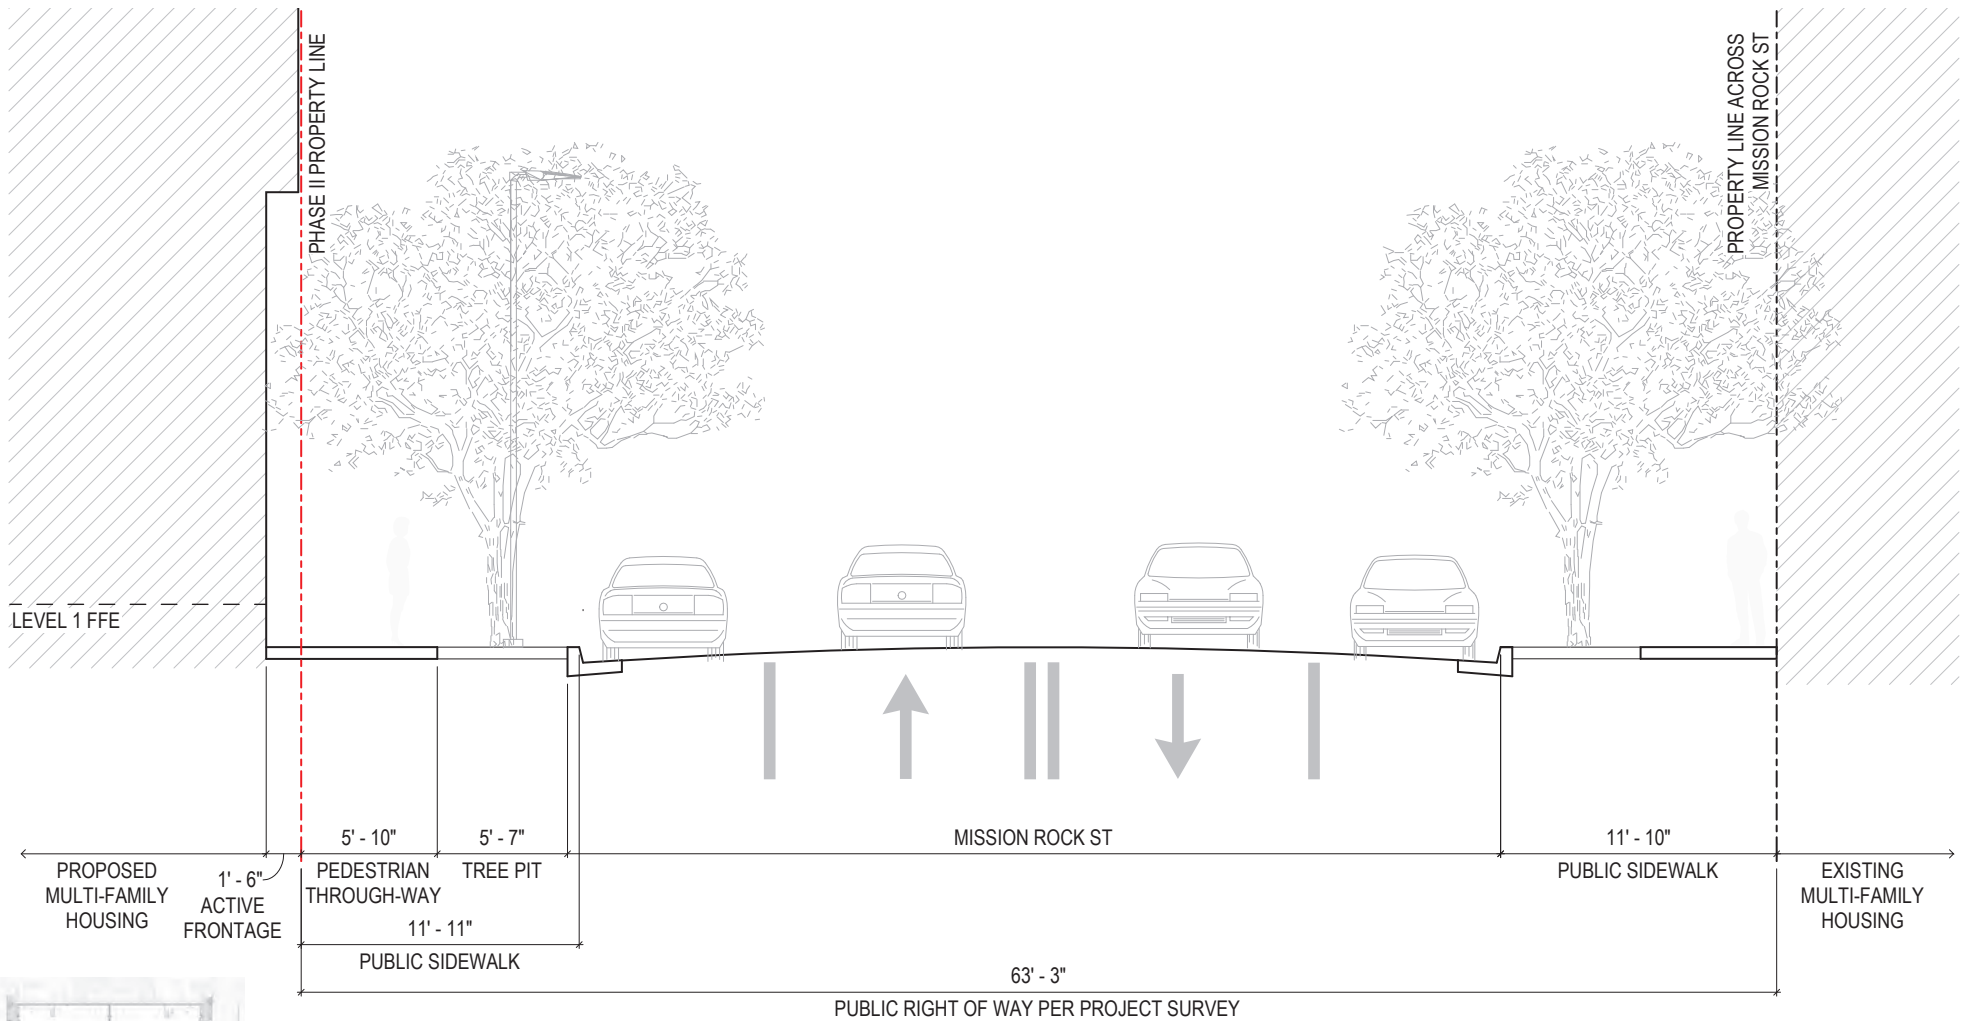 PHASE II PROPERTY LINE
PROPERTY LINE ACROSS
MISSION ROCK ST
LEVEL 1 FFE
5' - 10"
5' - 7"
MISSION ROCK ST
11' - 10"
PROPOSED
MULTI-FAMILY
HOUSING
1' - 6"
ACTIVE
FRONTAGE
PEDESTRIAN
THROUGH-WAY
TREE PIT
PUBLIC SIDEWALK
EXISTING
MULTI-FAMILY
HOUSING
11' - 11"
PUBLIC SIDEWALK
63' - 3"
PUBLIC RIGHT OF WAY PER PROJECT SURVEY